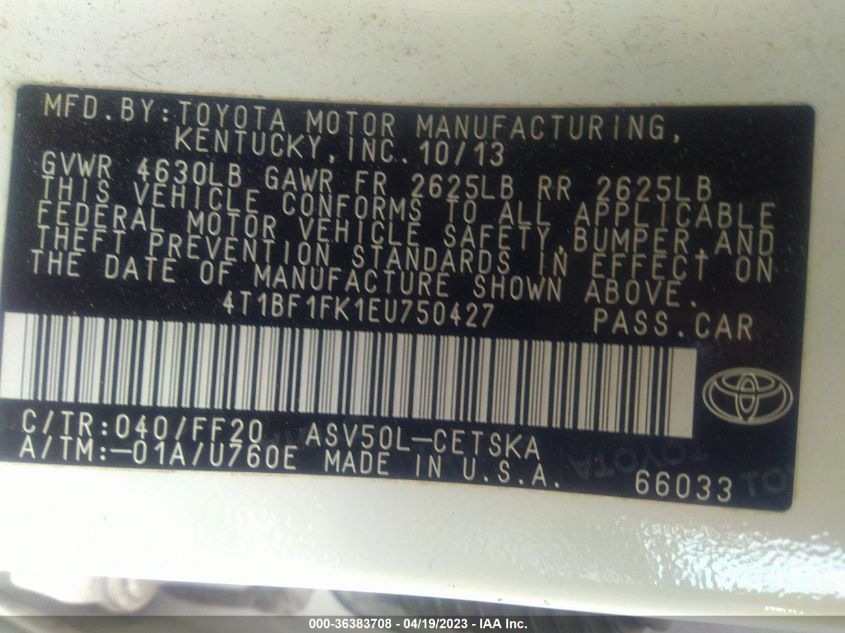 MFD.BY:TOYOTA MOTOR MANUFACTURING,
KENTUCKY,INC. 10/13
GVWR 4630LB GAWR FR 2625LB RR 2625LB
THIS VEHICLE CONFORMS TO ALL APPLICABLE
FEDERAL MOTOR VEHICLE SAFETY,BUMPER,AND
THEFT PREVENTION STANDARDS IN EFFECT ON
THE DATE OF MANUFACTURE SHOWN ABOVE.
4T1BF1FK1EU750427 PASS.CAR
C/TR:040/FF20 ASV50L-CETSKA
A/TM:-01A/U760E MADE IN U.S.A.
TOYOTA
66033
000-36383708 - 04/19/2023 - IAA Inc.